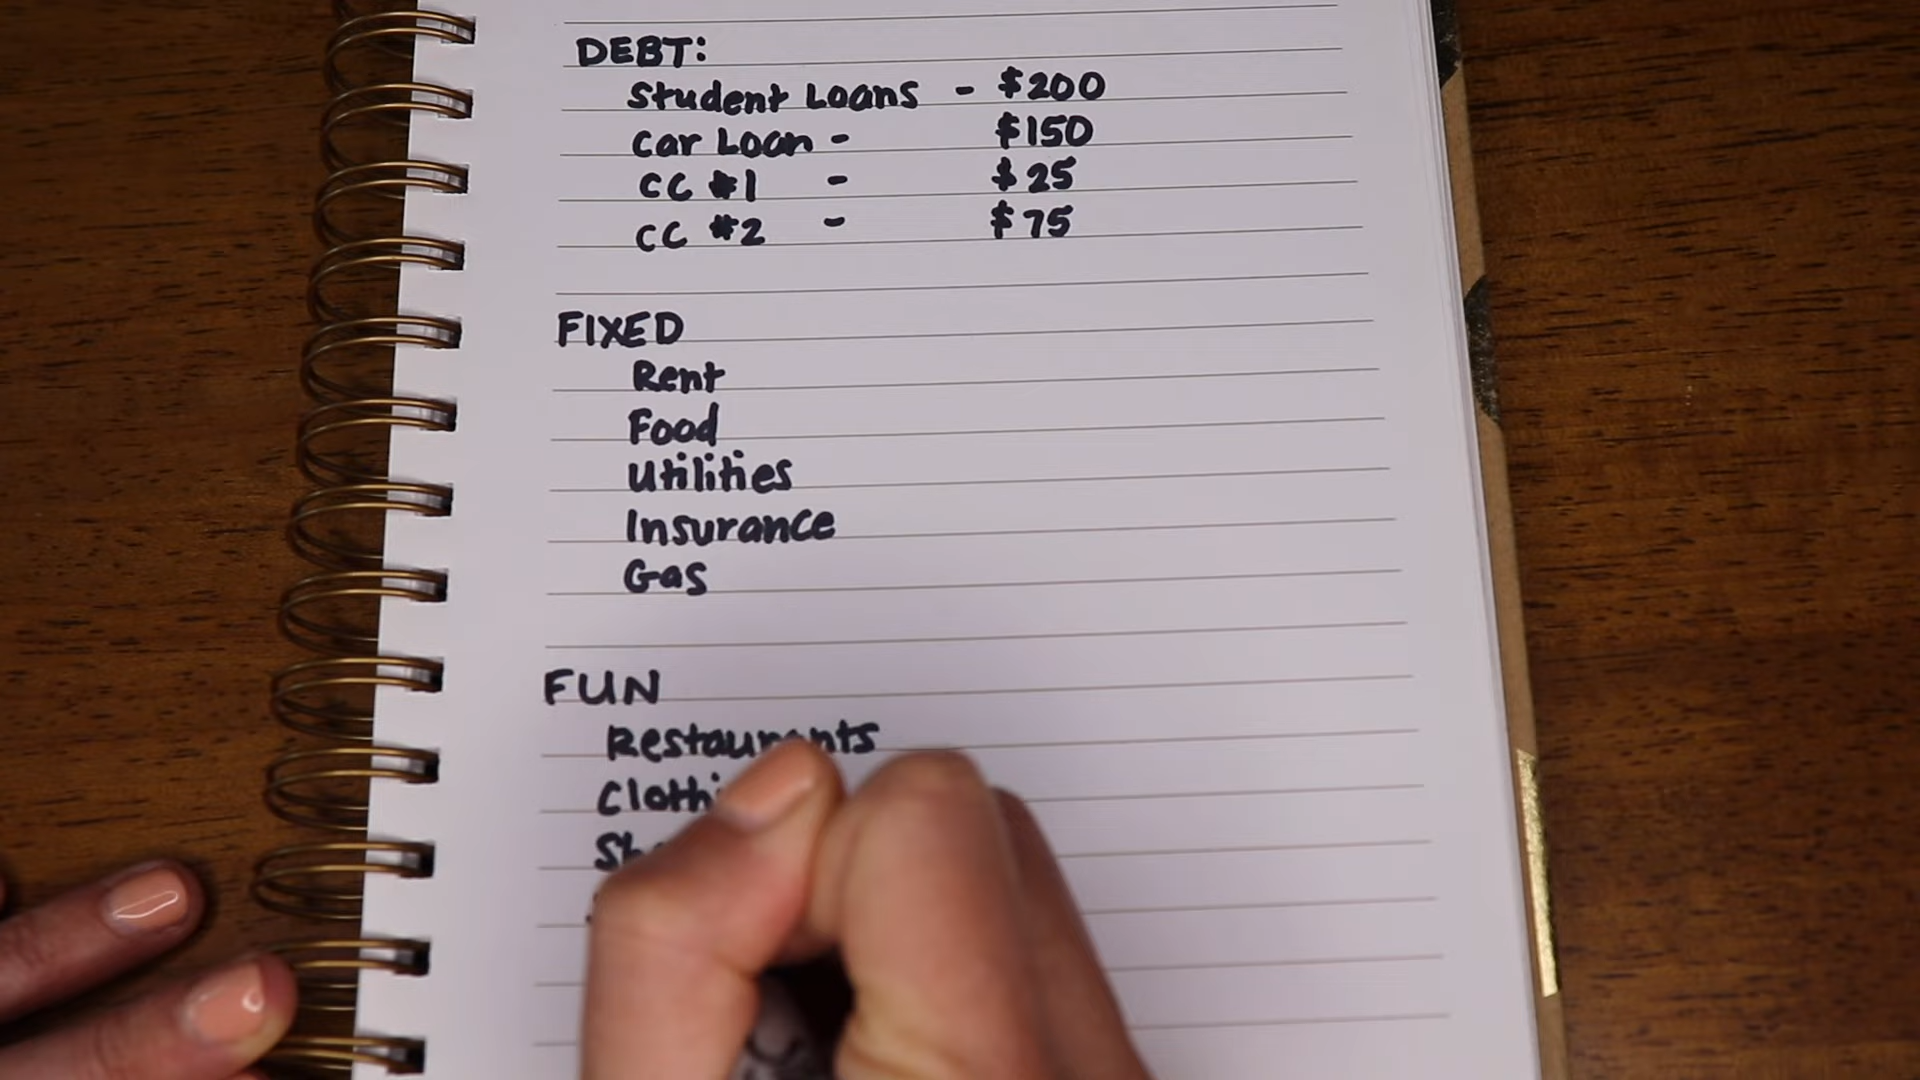 DEBT:
Student Loans - $200
Car Loan - $150
CC #1 - $25
CC #2 - $75
FIXED
Rent
Food
Utilities
Insurance
Gas
FUN